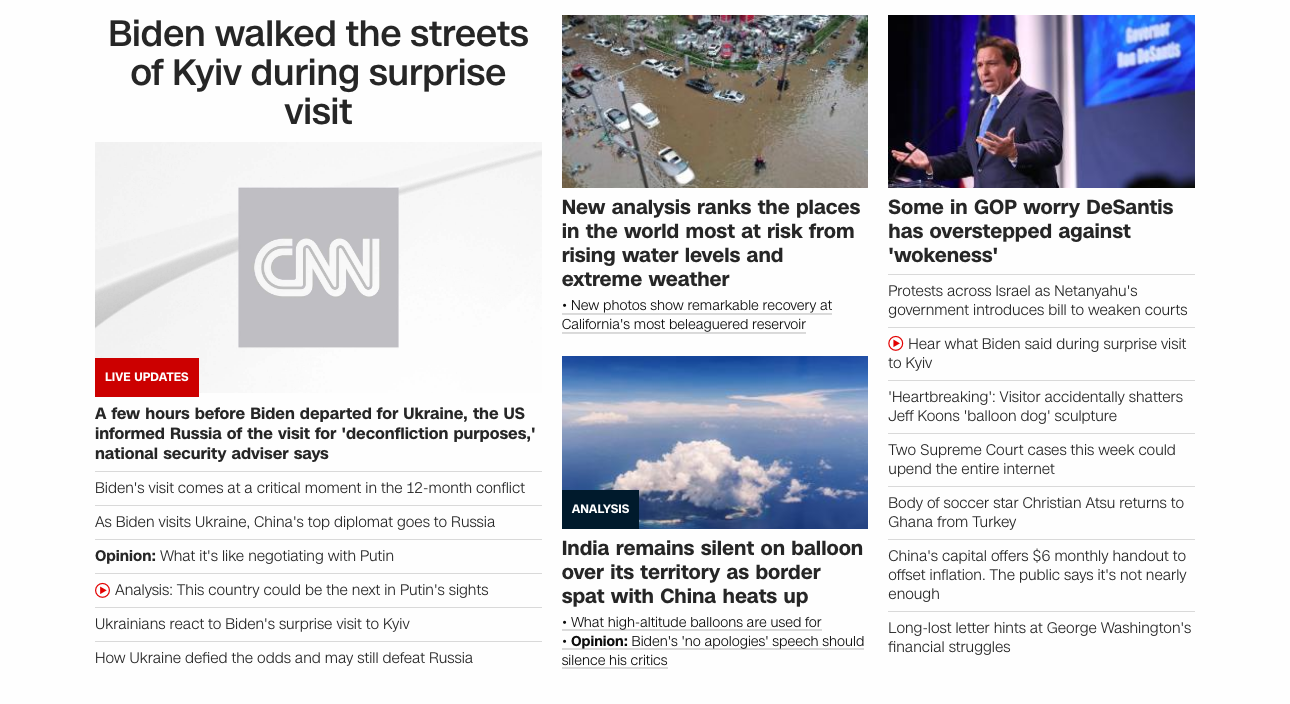 Biden walked the streets
of Kyiv during surprise
visit
CNN
LIVE UPDATES
A few hours before Biden departed for Ukraine, the US
informed Russia of the visit for 'deconfliction purposes,'
national security adviser says
Biden's visit comes at a critical moment in the 12-month conflict
As Biden visits Ukraine, China's top diplomat goes to Russia
Opinion: What it's like negotiating with Putin
Analysis: This country could be the next in Putin's sights
Ukrainians react to Biden's surprise visit to Kyiv
How Ukraine defied the odds and may still defeat Russia
New analysis ranks the places
in the world most at risk from
rising water levels and
extreme weather
• New photos show remarkable recovery at
California's most beleaguered reservoir
ANALYSIS
India remains silent on balloon
over its territory as border
spat with China heats up
• What high-altitude balloons are used for
• Opinion: Biden's 'no apologies' speech should
silence his critics
Governor
Ron DeSantis
Some in GOP worry DeSantis
has overstepped against
'wokeness'
Protests across Israel as Netanyahu's
government introduces bill to weaken courts
Hear what Biden said during surprise visit
to Kyiv
'Heartbreaking': Visitor accidentally shatters
Jeff Koons 'balloon dog' sculpture
Two Supreme Court cases this week could
upend the entire internet
Body of soccer star Christian Atsu returns to
Ghana from Turkey
China's capital offers $6 monthly handout to
offset inflation. The public says it's not nearly
enough
Long-lost letter hints at George Washington's
financial struggles